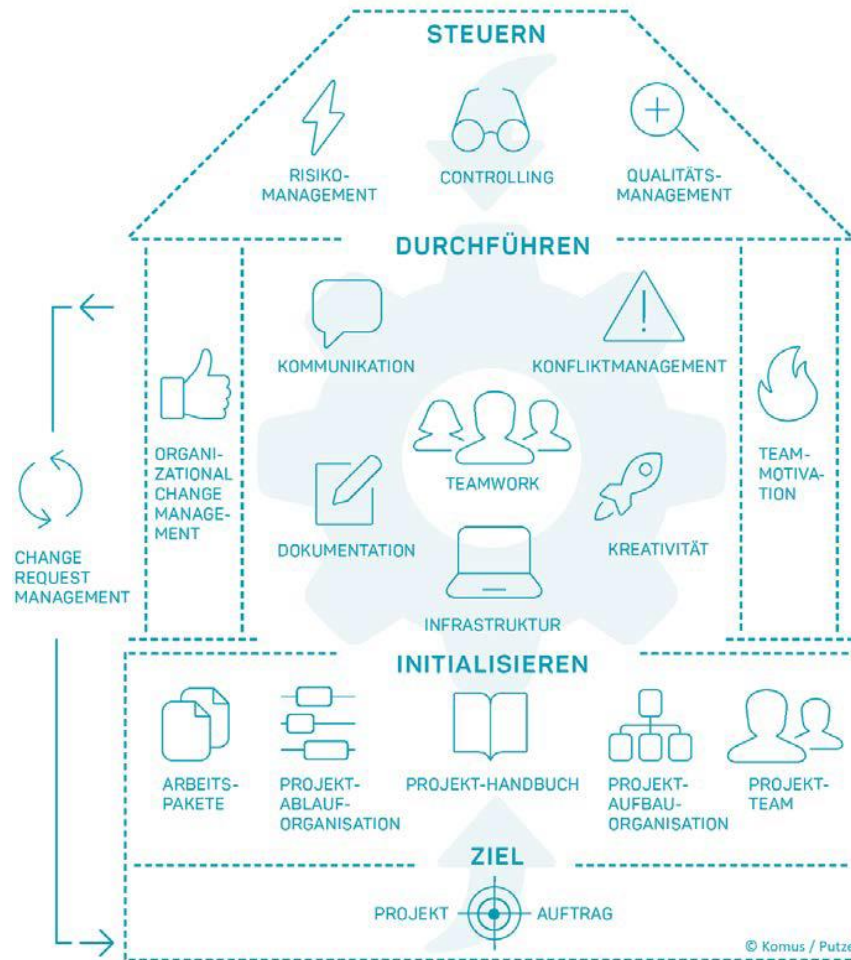 STEUERN
RISIKO-
MANAGEMENT
CONTROLLING
QUALITÄTS-
MANAGEMENT
DURCHFÜHREN
KOMMUNIKATION
KONFLIKTMANAGEMENT
ORGANI-
ZATIONAL
CHANGE
MANAGE-
MENT
TEAMWORK
TEAM-
MOTIVA-
TION
DOKUMENTATION
KREATIVITÄT
INFRASTRUKTUR
CHANGE
REQUEST
MANAGEMENT
INITIALISIEREN
ARBEITS-
PAKETE
PROJEKT-
ABLAUF-
ORGANISATION
PROJEKT-HANDBUCH
PROJEKT-
AUFBAU-
ORGANISATION
PROJEKT-
TEAM
ZIEL
PROJEKT AUFTRAG
© Komus / Putze